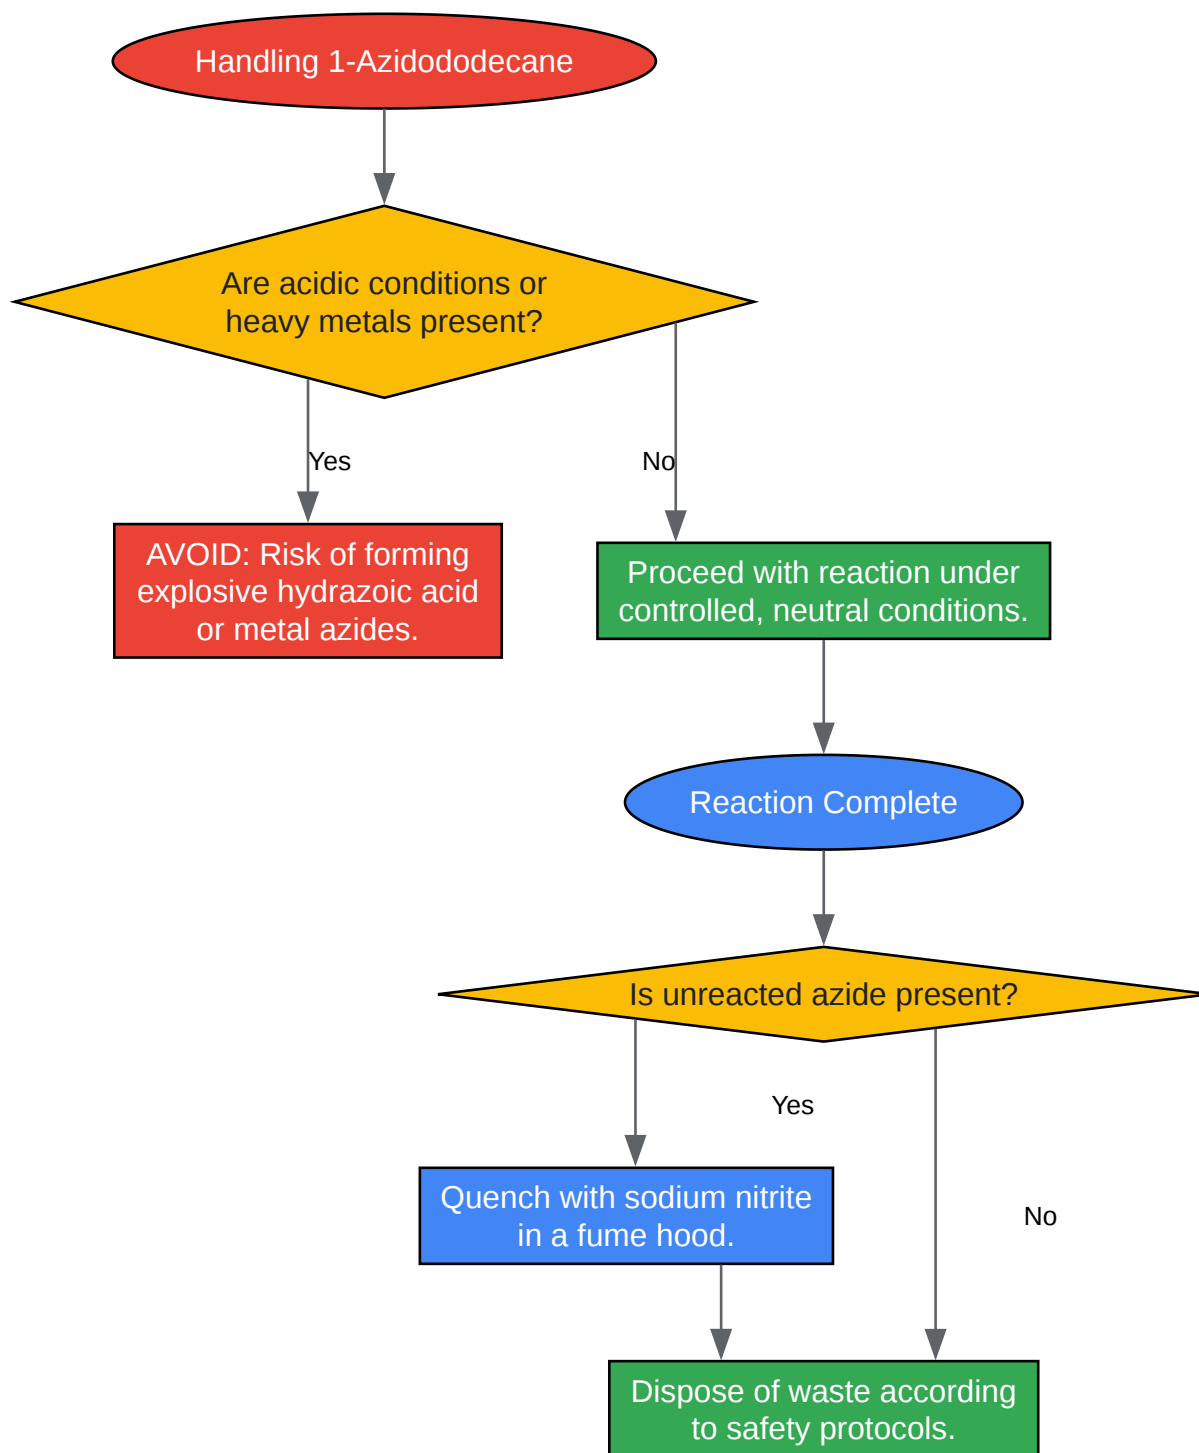 Handling 1-Azidododecane
Are acidic conditions or
heavy metals present?
Yes
No
AVOID: Risk of forming
explosive hydrazoic acid
or metal azides.
Proceed with reaction under
controlled, neutral conditions.
Reaction Complete
Is unreacted azide present?
Yes
Quench with sodium nitrite
in a fume hood.
No
Dispose of waste according
to safety protocols.